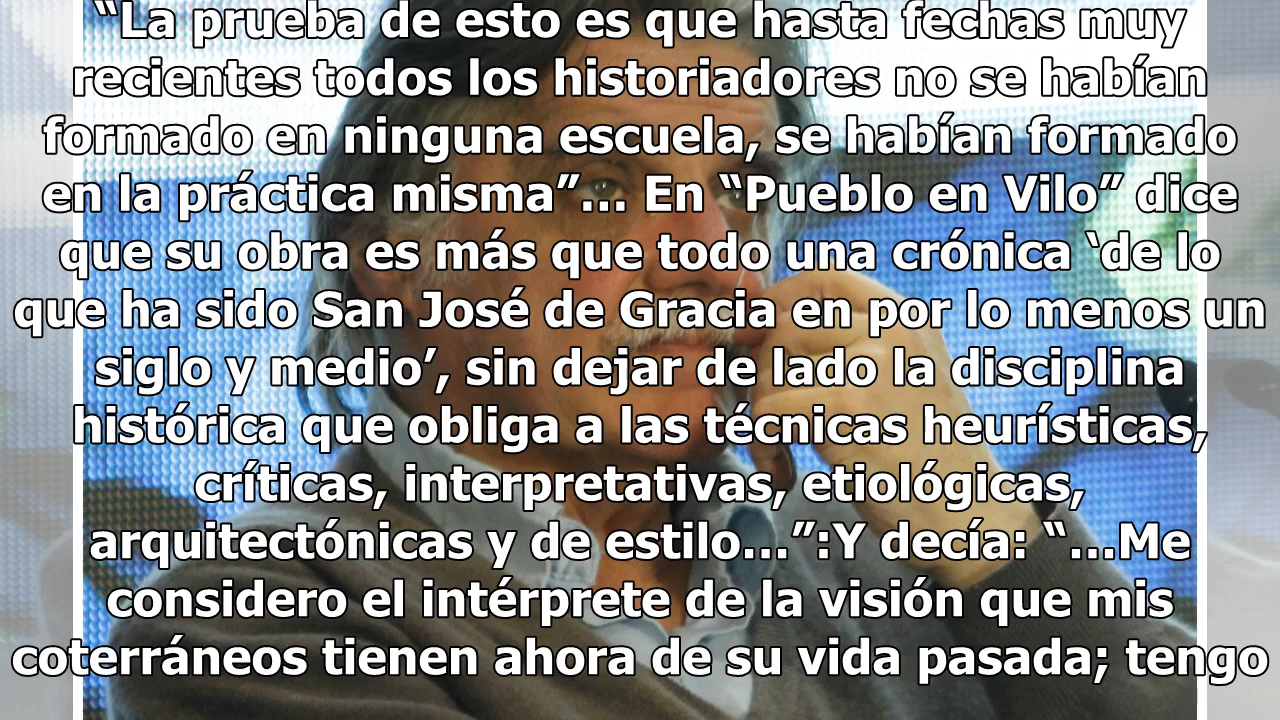 “La prueba de esto es que hasta fechas muy
recientes todos los historiadores no se habían
formado en ninguna escuela, se habían formado
en la práctica misma”... En “Pueblo en Vilo” dice
que su obra es más que todo una crónica ‘de lo
que ha sido San José de Gracia en por lo menos un
siglo y medio’, sin dejar de lado la disciplina
histórica que obliga a las técnicas heurísticas,
críticas, interpretativas, etiológicas,
arquitectónicas y de estilo...”:Y decía: “...Me
considero el intérprete de la visión que mis
coterráneos tienen ahora de su vida pasada; tengo